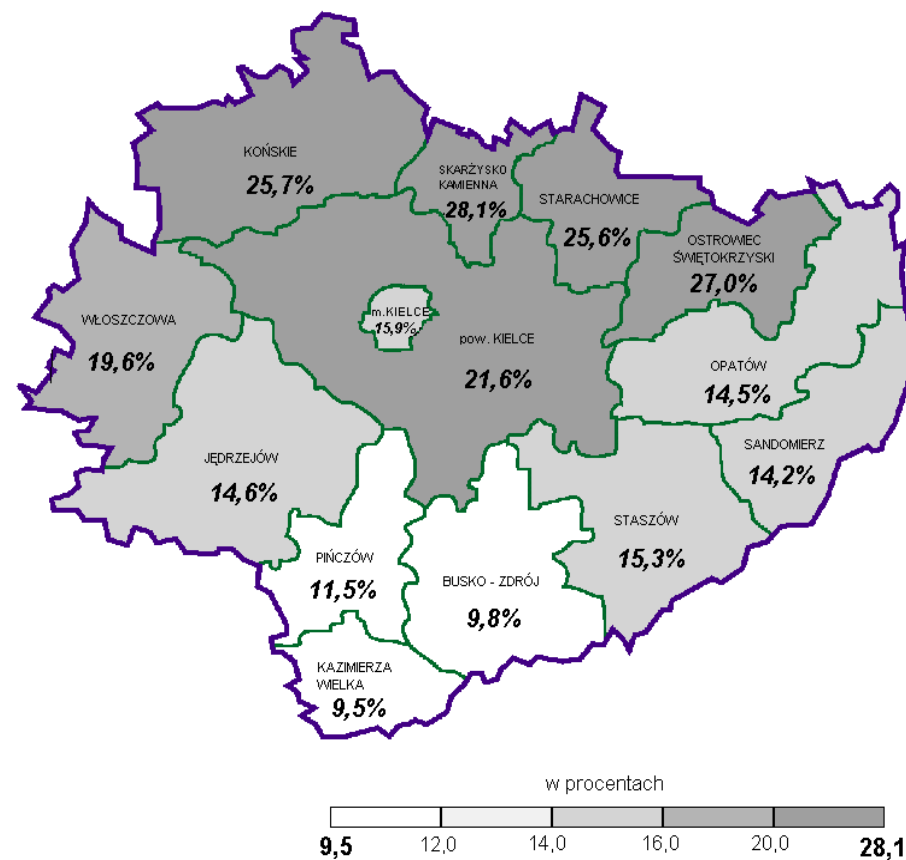 KOŃSKIE
25,7%
SKARŻYSKO
KAMIENNA
28,1%
STARACHOWICE
25,6%
OSTROWIEC
ŚWIĘTOKRZYSKI
27,0%
WŁOSZCZOWA
19,6%
m.KIELCE
15,9%
pow. KIELCE
21,6%
OPATÓW
14,5%
JĘDRZEJÓW
14,6%
SANDOMIERZ
14,2%
STASZÓW
15,3%
PIŃCZÓW
11,5%
BUSKO - ZDRÓJ
9,8%
KAZIMIERZA
WIELKA
9,5%
w procentach
9,5 12,0 14,0 16,0 20,0 28,1